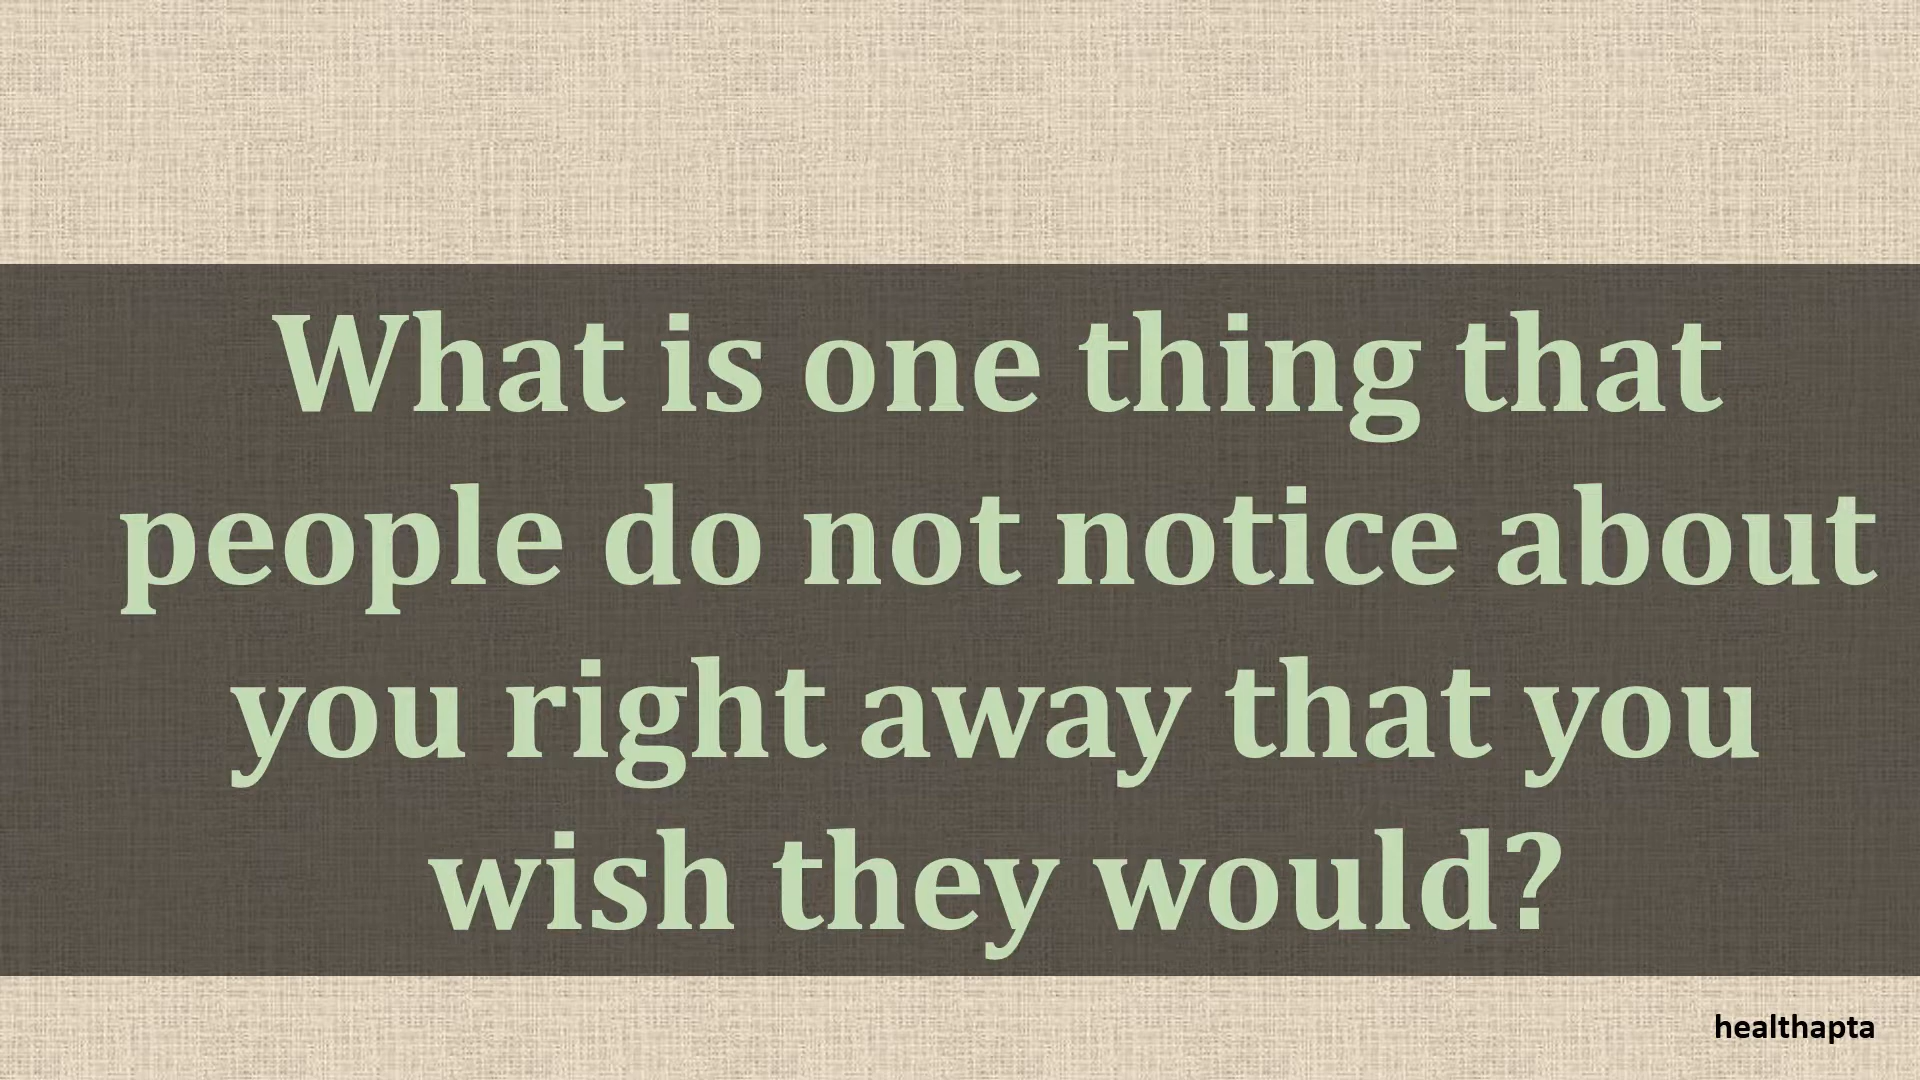 What is one thing that
people do not notice about
you right away that you
wish they would?
healthapta